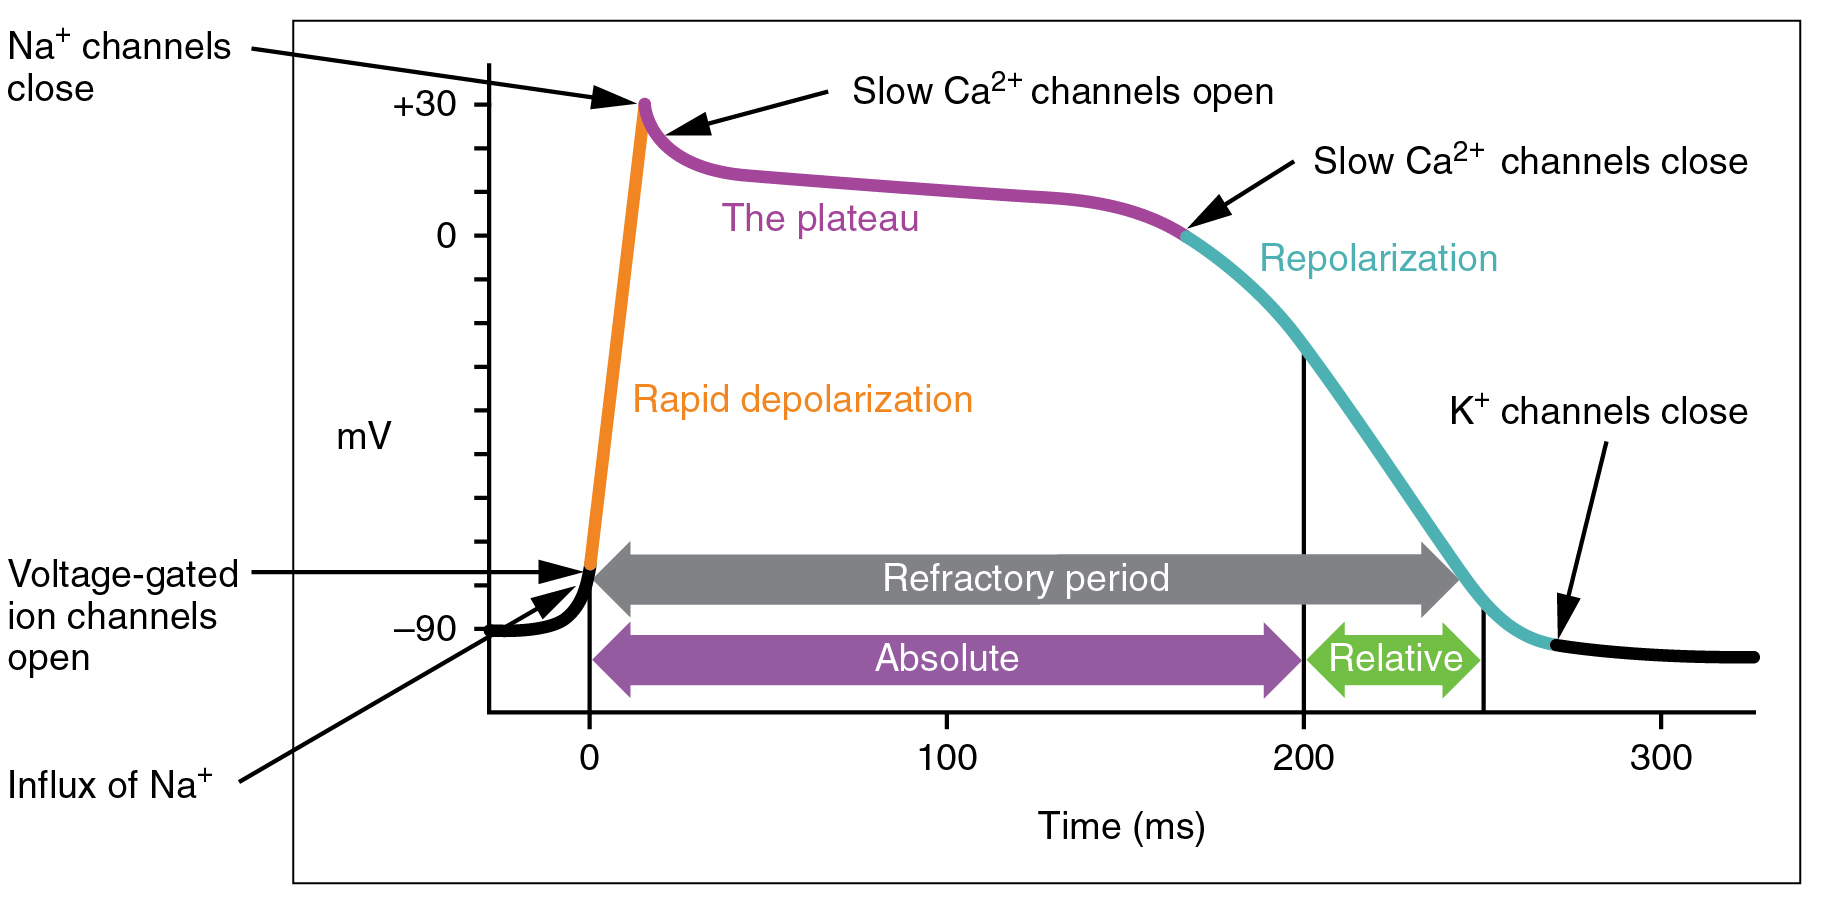 Na⁺ channels
close
+30
Slow Ca²⁺ channels open
Slow Ca²⁺ channels close
The plateau
0
Repolarization
Rapid depolarization
K⁺ channels close
mV
Voltage-gated
ion channels
open
Refractory period
–90
Absolute
Relative
Influx of Na⁺
0
100
200
300
Time (ms)